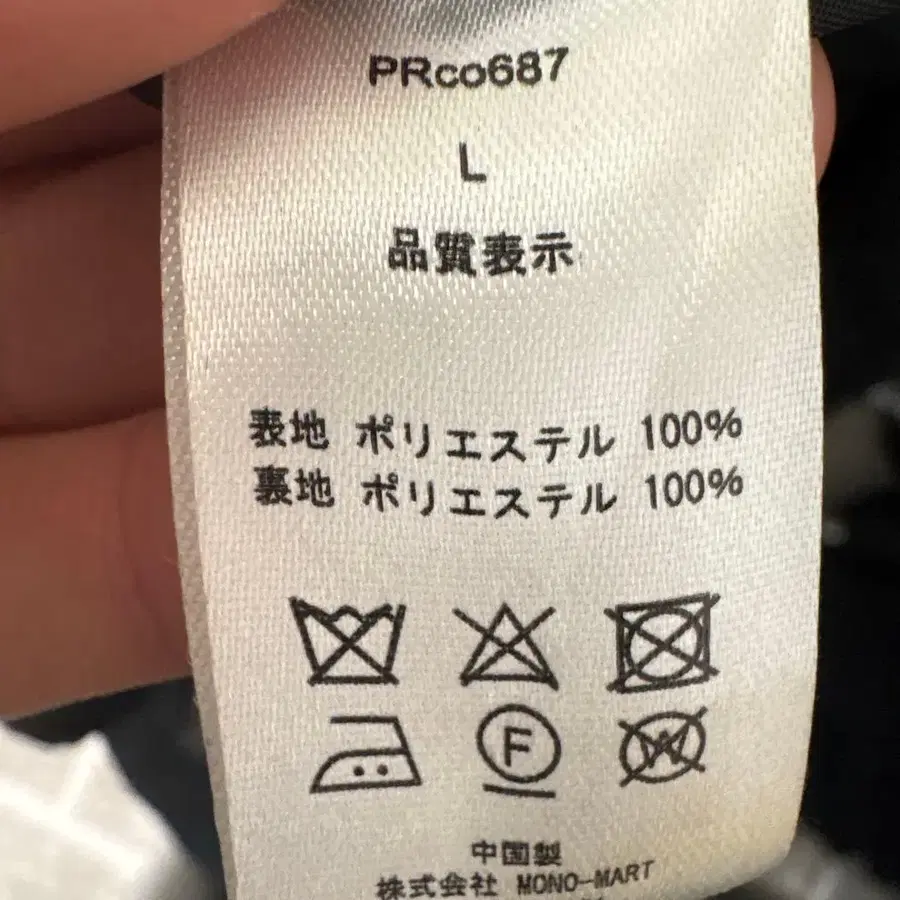 PRco687
L
品質表示
表地 ポリエステル 100%
裏地 ポリエステル 100%
F
W
中国製
株式会社 MONO-MART